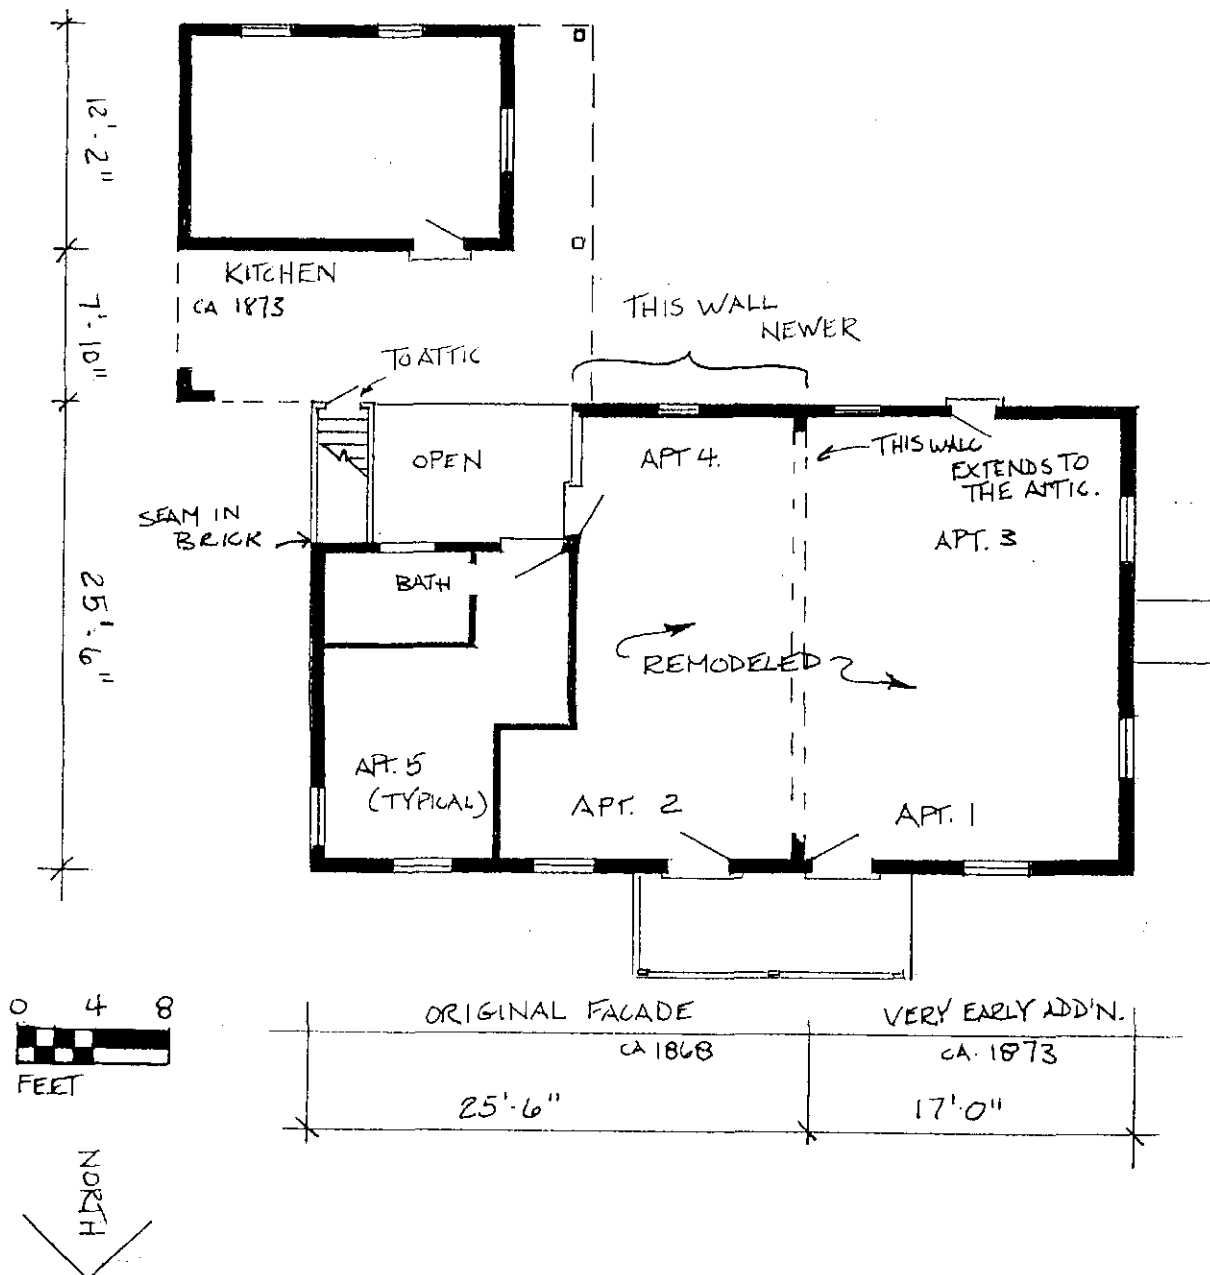 12'-2"
KITCHEN
CA 1873
7'-10"
THIS WALL
NEWER
TO ATTIC
OPEN
APT 4.
THIS WALL
EXTENDS TO
THE ATTIC.
SEAM IN
BRICK
APT. 3
BATH
25'-6"
REMODELED
APT. 5
(TYPICAL)
APT. 2
APT. 1
0 4 8
FEET
ORIGINAL FACADE
CA 1868
VERY EARLY ADD'N.
CA. 1873
25'-6"
17'-0"
NORTH